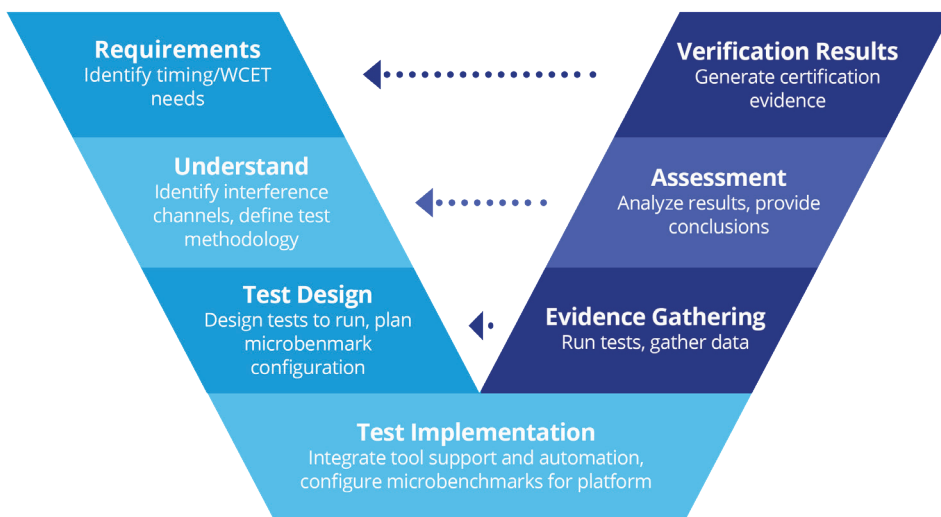 Requirements
Identify timing/WCET
needs
Verification Results
Generate certification
evidence
Understand
Identify interference
channels, define test
methodology
Assessment
Analyze results, provide
conclusions
Test Design
Design tests to run, plan
microbenmark
configuration
Evidence Gathering
Run tests, gather data
Test Implementation
Integrate tool support and automation,
configure microbenchmarks for platform